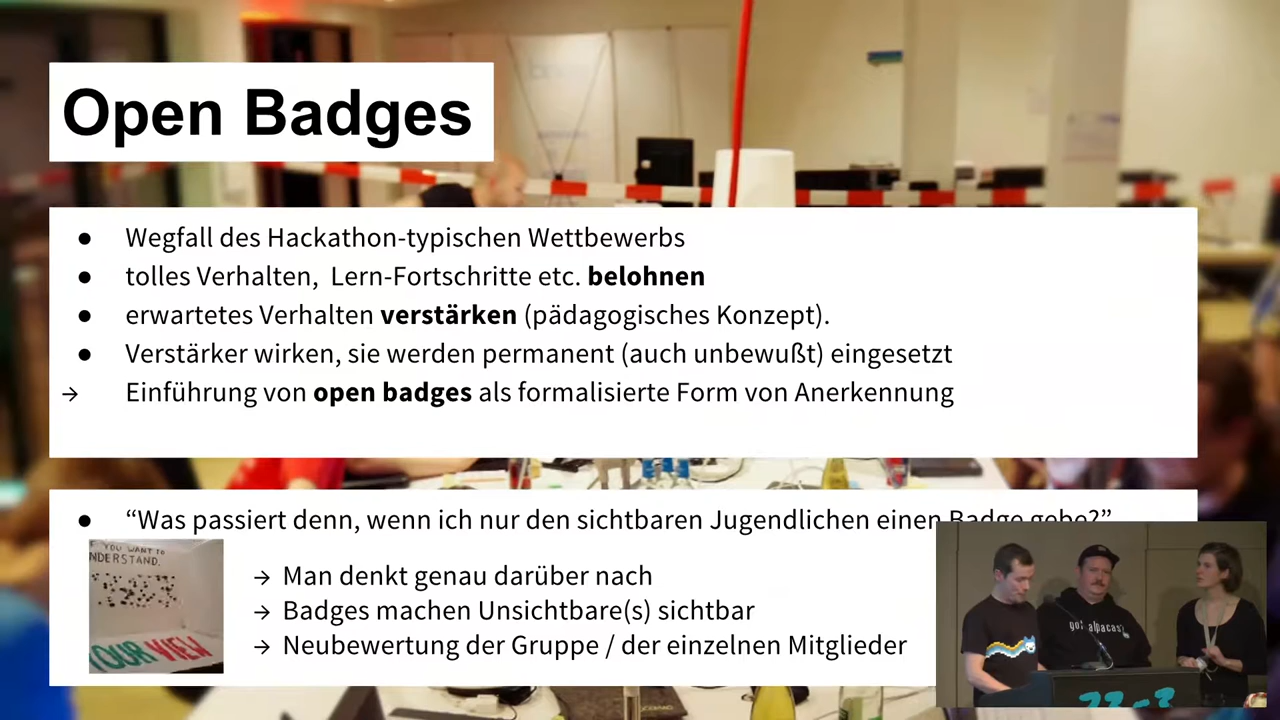 Open Badges
● Wegfall des Hackathon-typischen Wettbewerbs
● tolles Verhalten, Lern-Fortschritte etc. belohnen
● erwartetes Verhalten verstärken (pädagogisches Konzept).
● Verstärker wirken, sie werden permanent (auch unbewußt) eingesetzt
→ Einführung von open badges als formalisierte Form von Anerkennung
● “Was passiert denn, wenn ich nur den sichtbaren Jugendlichen einen Badge gebe?”
YOU WANT TO
NDERSTAND.
YOUR VIEW
→ Man denkt genau darüber nach
→ Badges machen Unsichtbare(s) sichtbar
→ Neubewertung der Gruppe / der einzelnen Mitglieder
got alpacas